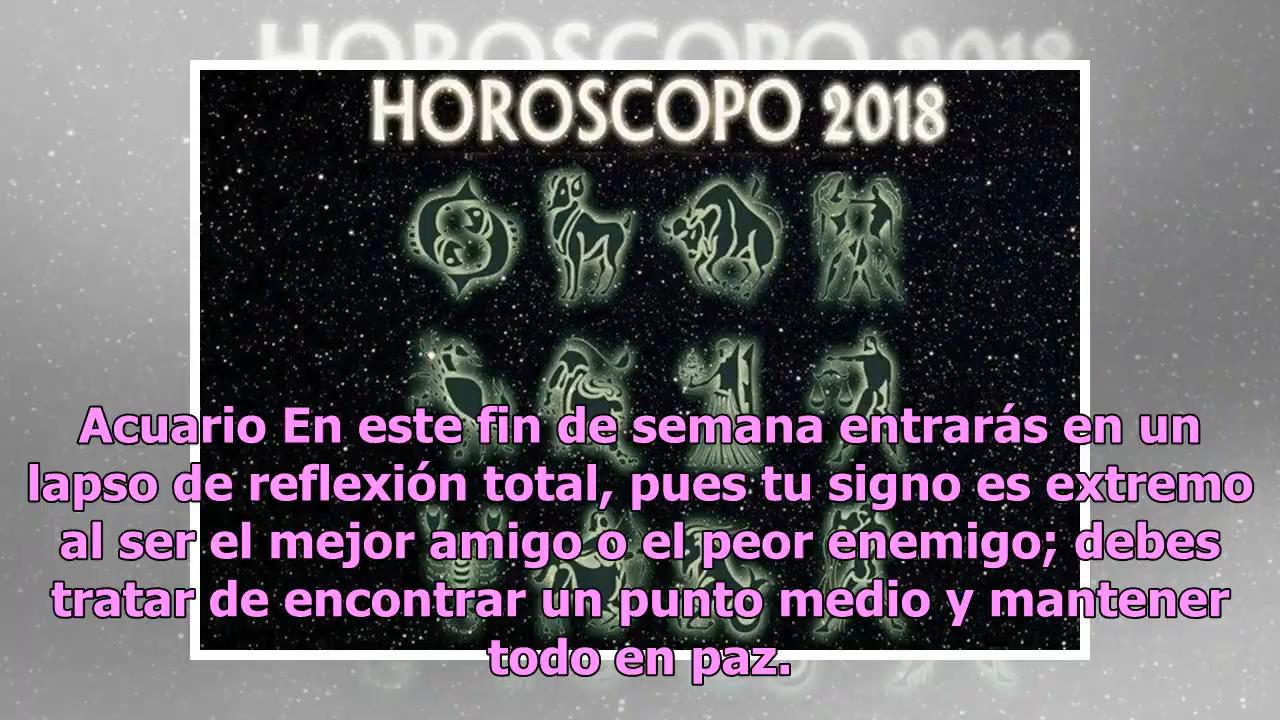 HOROSCOPO 2018
HOROSCOPO 2018
Acuario En este fin de semana entrarás en un
lapso de reflexión total, pues tu signo es extremo
al ser el mejor amigo o el peor enemigo; debes
tratar de encontrar un punto medio y mantener
todo en paz.